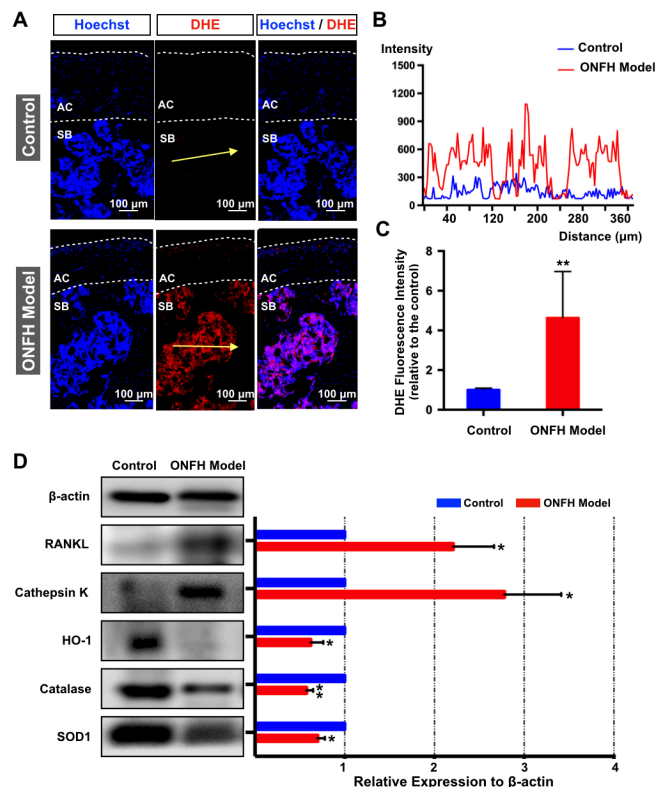 A
Hoechst
DHE
Hoechst / DHE
Control
AC
SB
100 μm
AC
SB
100 μm
AC
SB
100 μm
ONFH Model
AC
SB
100 μm
AC
SB
100 μm
AC
SB
100 μm
B
Intensity
Control
ONFH Model
1500
1200
900
600
300
0
40
80
120
160
200
240
280
320
360
Distance (μm)
C
DHE Fluorescence Intensity
(relative to the control)
8
6
4
2
0
**
Control
ONFH Model
D
Control ONFH Model
β-actin
RANKL
Cathepsin K
HO-1
Catalase
SOD1
Control
ONFH Model
*
*
*
*
*
*
1 2 3 4
Relative Expression to β-actin